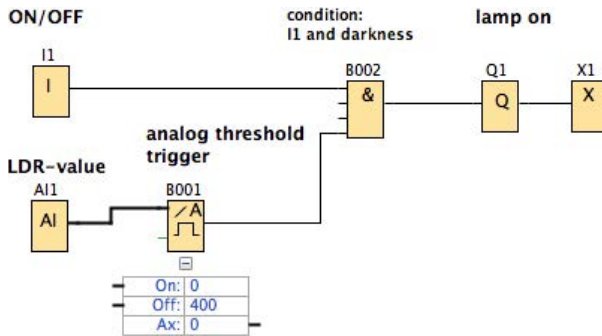 ON/OFF
condition:
I1 and darkness
lamp on
I1
I
B002
&
Q1
Q
X1
X
analog threshold
trigger
LDR-value
AI1
AI
B001
/A
On: 0
Off: 400
Ax: 0